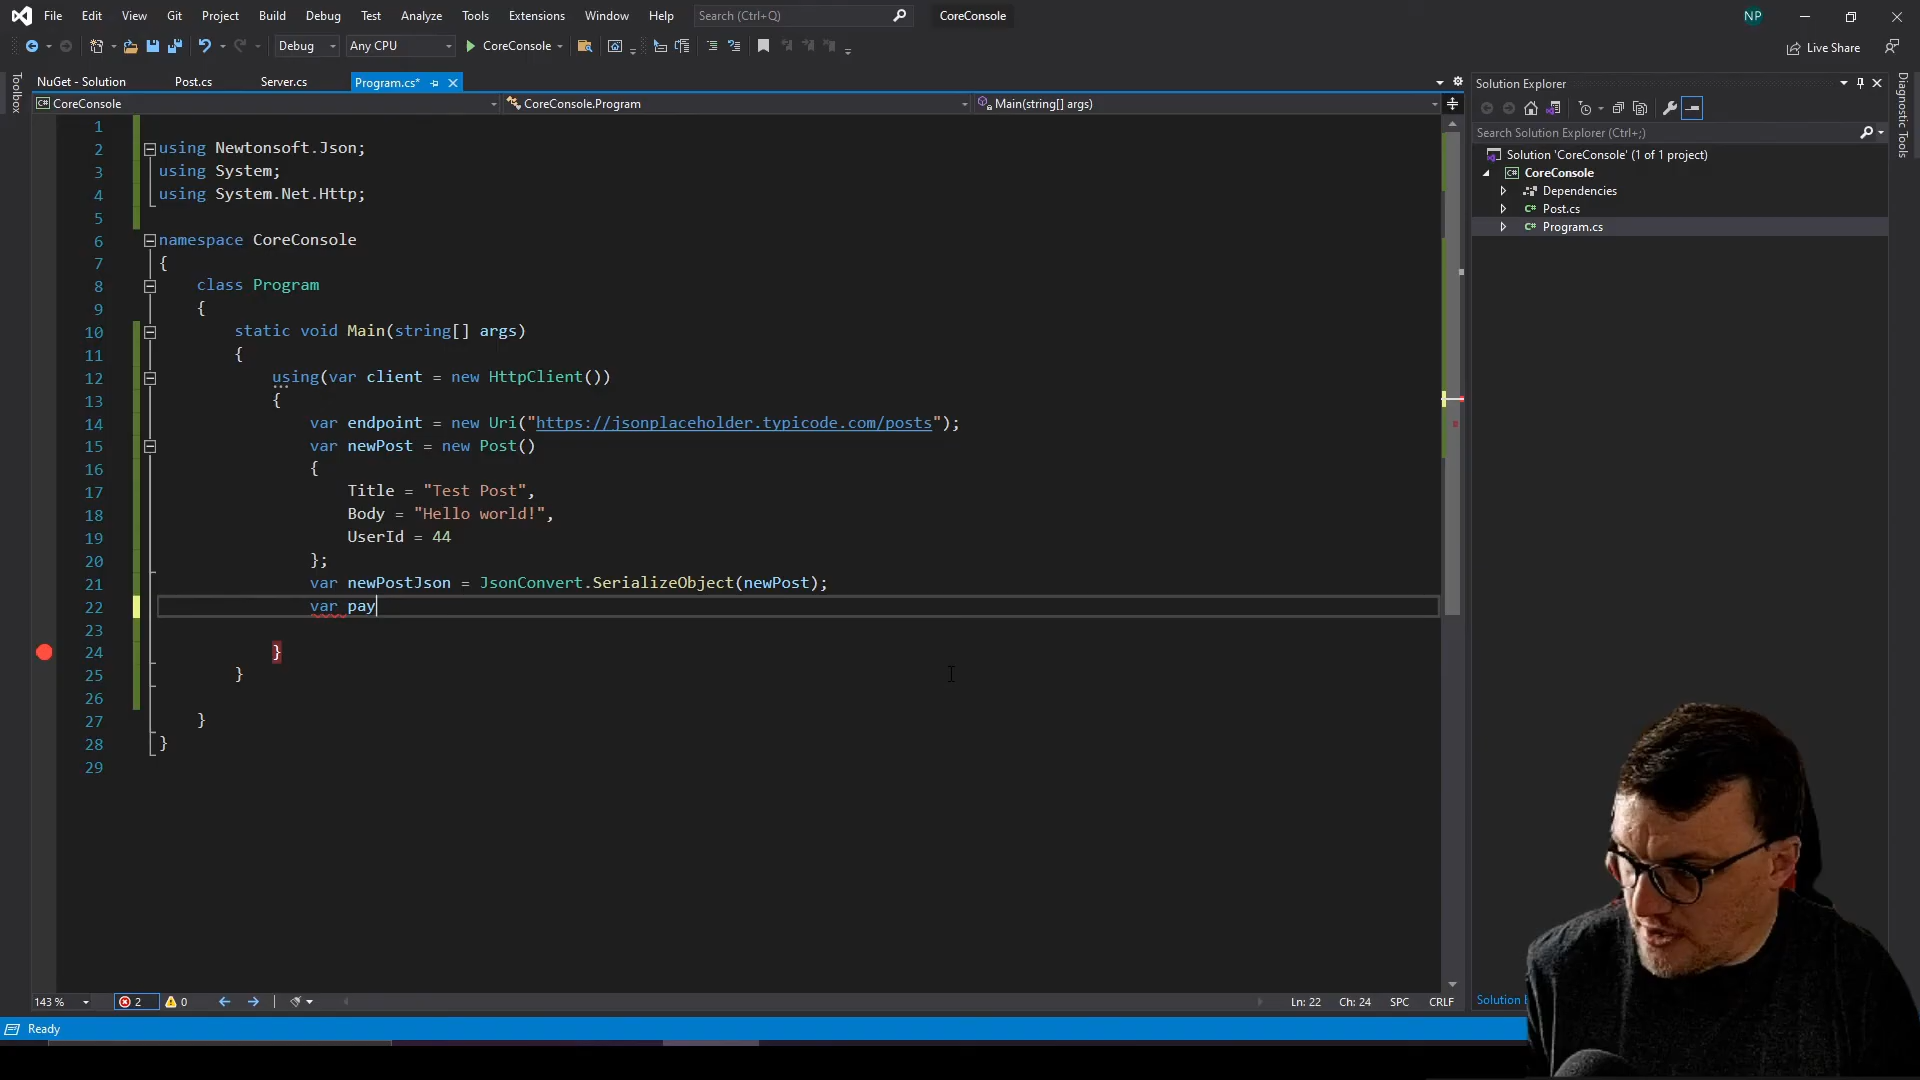 File Edit View Git Project Build Debug Test Analyze Tools Extensions Window Help Search (Ctrl+Q) CoreConsole NP
Debug Any CPU CoreConsole Live Share
NuGet - Solution Post.cs Server.cs Program.cs*
CoreConsole CoreConsole.Program Main(string[] args)
Toolbox
1
2 using Newtonsoft.Json;
3 using System;
4 using System.Net.Http;
5
6 namespace CoreConsole
7 {
8 class Program
9 {
10 static void Main(string[] args)
11 {
12 using(var client = new HttpClient())
13 {
14 var endpoint = new Uri("https://jsonplaceholder.typicode.com/posts");
15 var newPost = new Post()
16 {
17 Title = "Test Post",
18 Body = "Hello world!",
19 UserId = 44
20 };
21 var newPostJson = JsonConvert.SerializeObject(newPost);
22 var pay
23
24 }
25 }
26
27 }
28 }
29
143 % 2 0 Ln: 22 Ch: 24 SPC CRLF
Ready
Solution Explorer
Search Solution Explorer (Ctrl+;)
Solution 'CoreConsole' (1 of 1 project)
CoreConsole
Dependencies
C# Post.cs
C# Program.cs
Diagnostic Tools
Solution